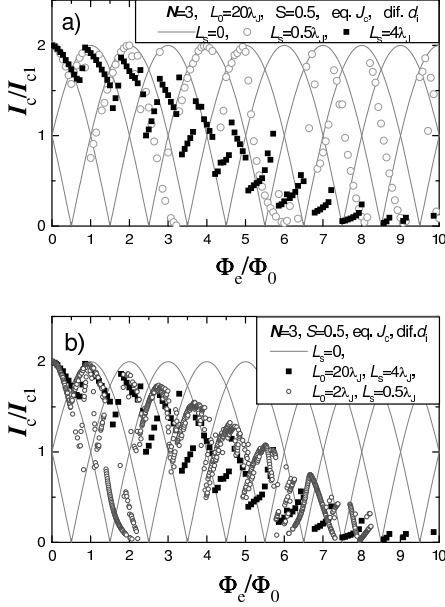 a)
N=3, L₀=20λJ, S=0.5, eq. Jc, dif. di
Ls=0, Ls=0.5λJ, Ls=4λJ
Ic/Ic1
2
1
0
0 1 2 3 4 5 6 7 8 9 10
Φe/Φ0
b)
N=3, S=0.5, eq. Jc, dif.di
Ls=0,
L₀=20λJ, Ls=4λJ,
L₀=2λJ, Ls=0.5λJ
Ic/Ic1
2
1
0
0 1 2 3 4 5 6 7 8 9 10
Φe/Φ0